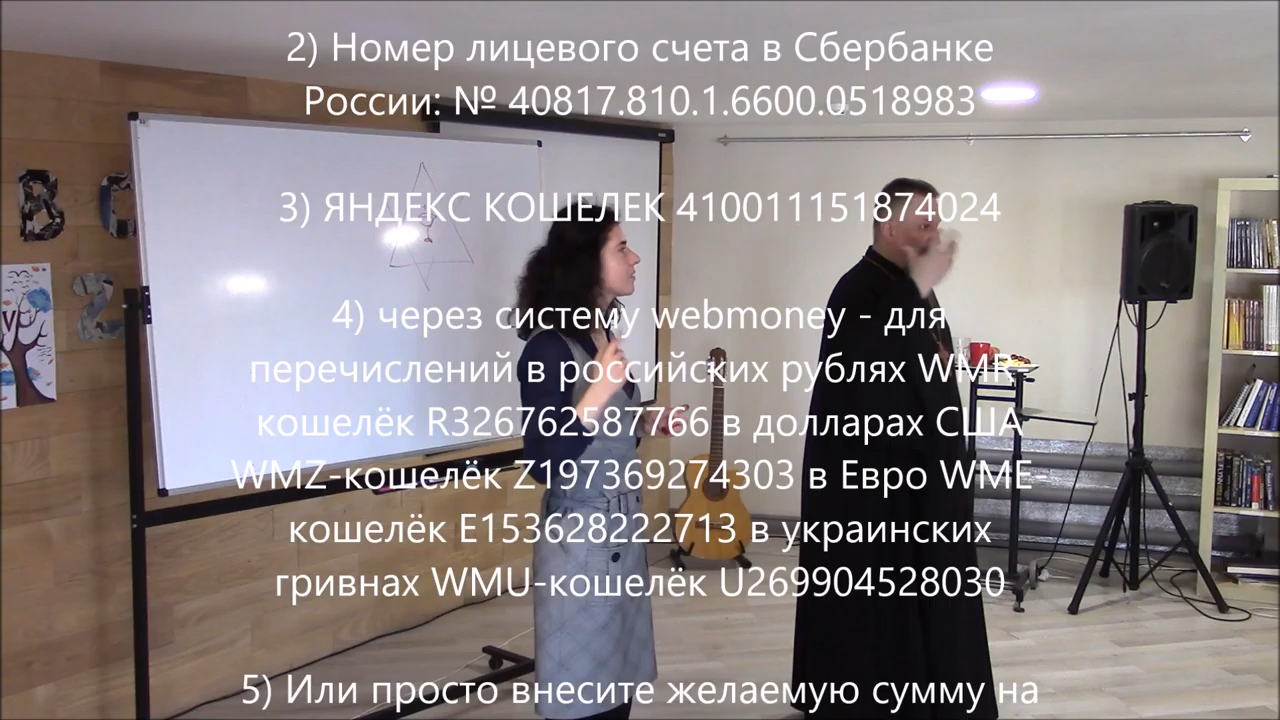 2) Номер лицевого счета в Сбербанке
России: № 40817.810.1.6600.0518983
3) ЯНДЕКС КОШЕЛЕК 410011151874024
4) через систему webmoney - для
перечислений в российских рублях WMR-
кошелёк R326762587766 в долларах США
WMZ-кошелёк Z197369274303 в Евро WME-
кошелёк E153628222713 в украинских
гривнах WMU-кошелёк U269904528030
5) Или просто внесите желаемую сумму на